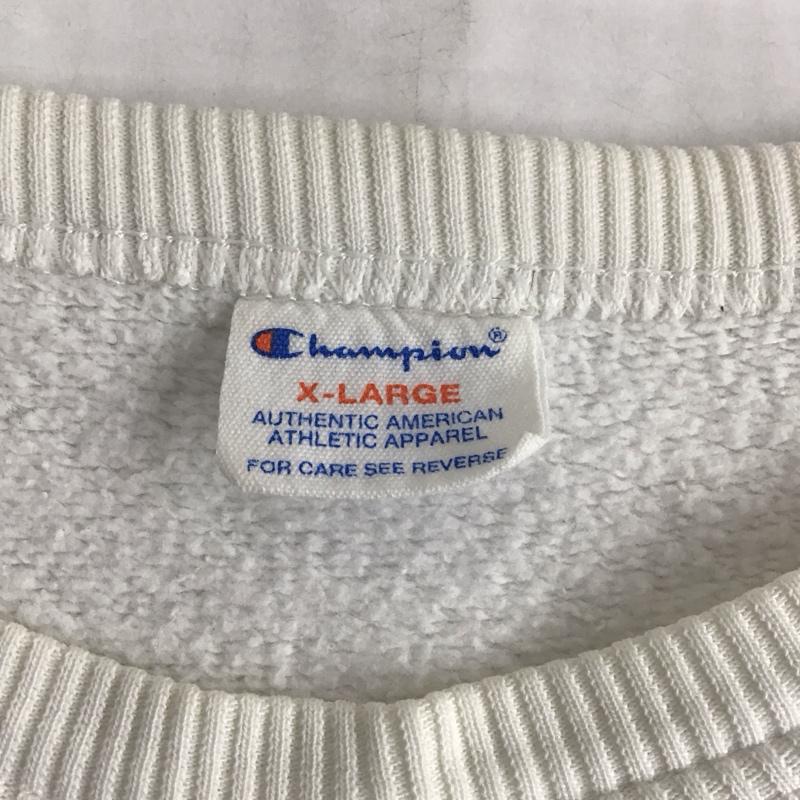 Champion®
X-LARGE
AUTHENTIC AMERICAN
ATHLETIC APPAREL
FOR CARE SEE REVERSE